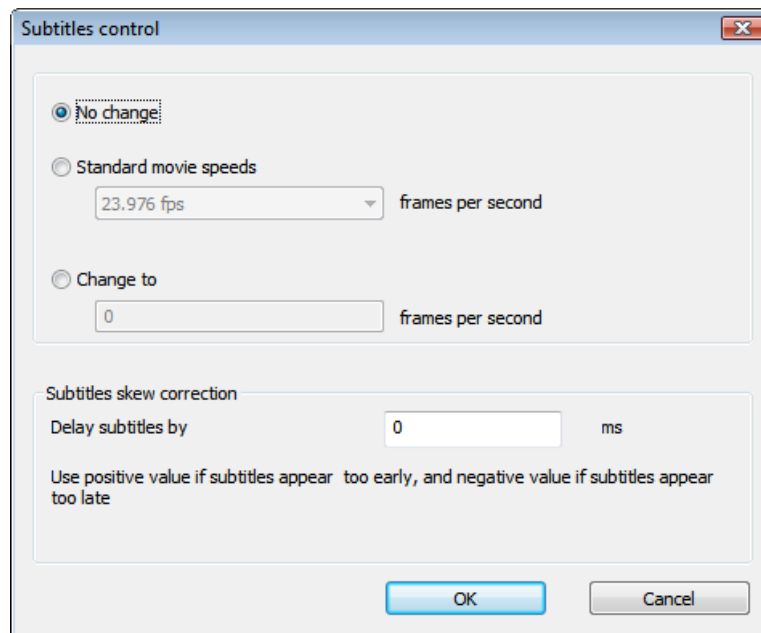 Subtitles control
No change
Standard movie speeds
23.976 fps frames per second
Change to
0 frames per second
Subtitles skew correction
Delay subtitles by 0 ms
Use positive value if subtitles appear  too early, and negative value if subtitles appear
too late
OK Cancel